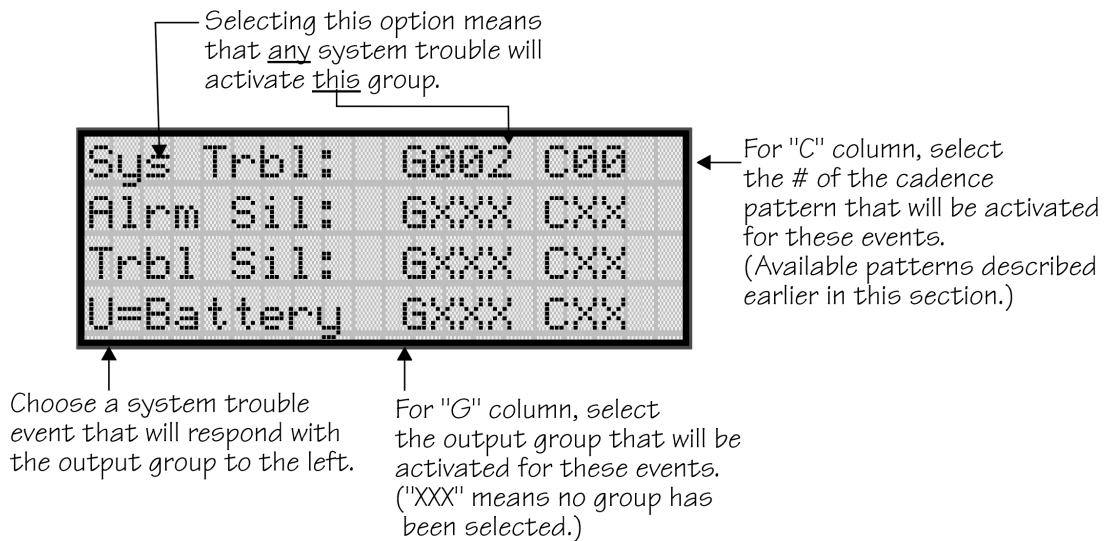 Selecting this option means
that any system trouble will
activate this group.
Sys Trbl: G002 C00
Alrm Sil: GXXX CXX
Trbl Sil: GXXX CXX
U=Battery GXXX CXX
For "C" column, select
the # of the cadence
pattern that will be activated
for these events.
(Available patterns described
earlier in this section.)
Choose a system trouble
event that will respond with
the output group to the left.
For "G" column, select
the output group that will be
activated for these events.
("XXX" means no group has
been selected.)